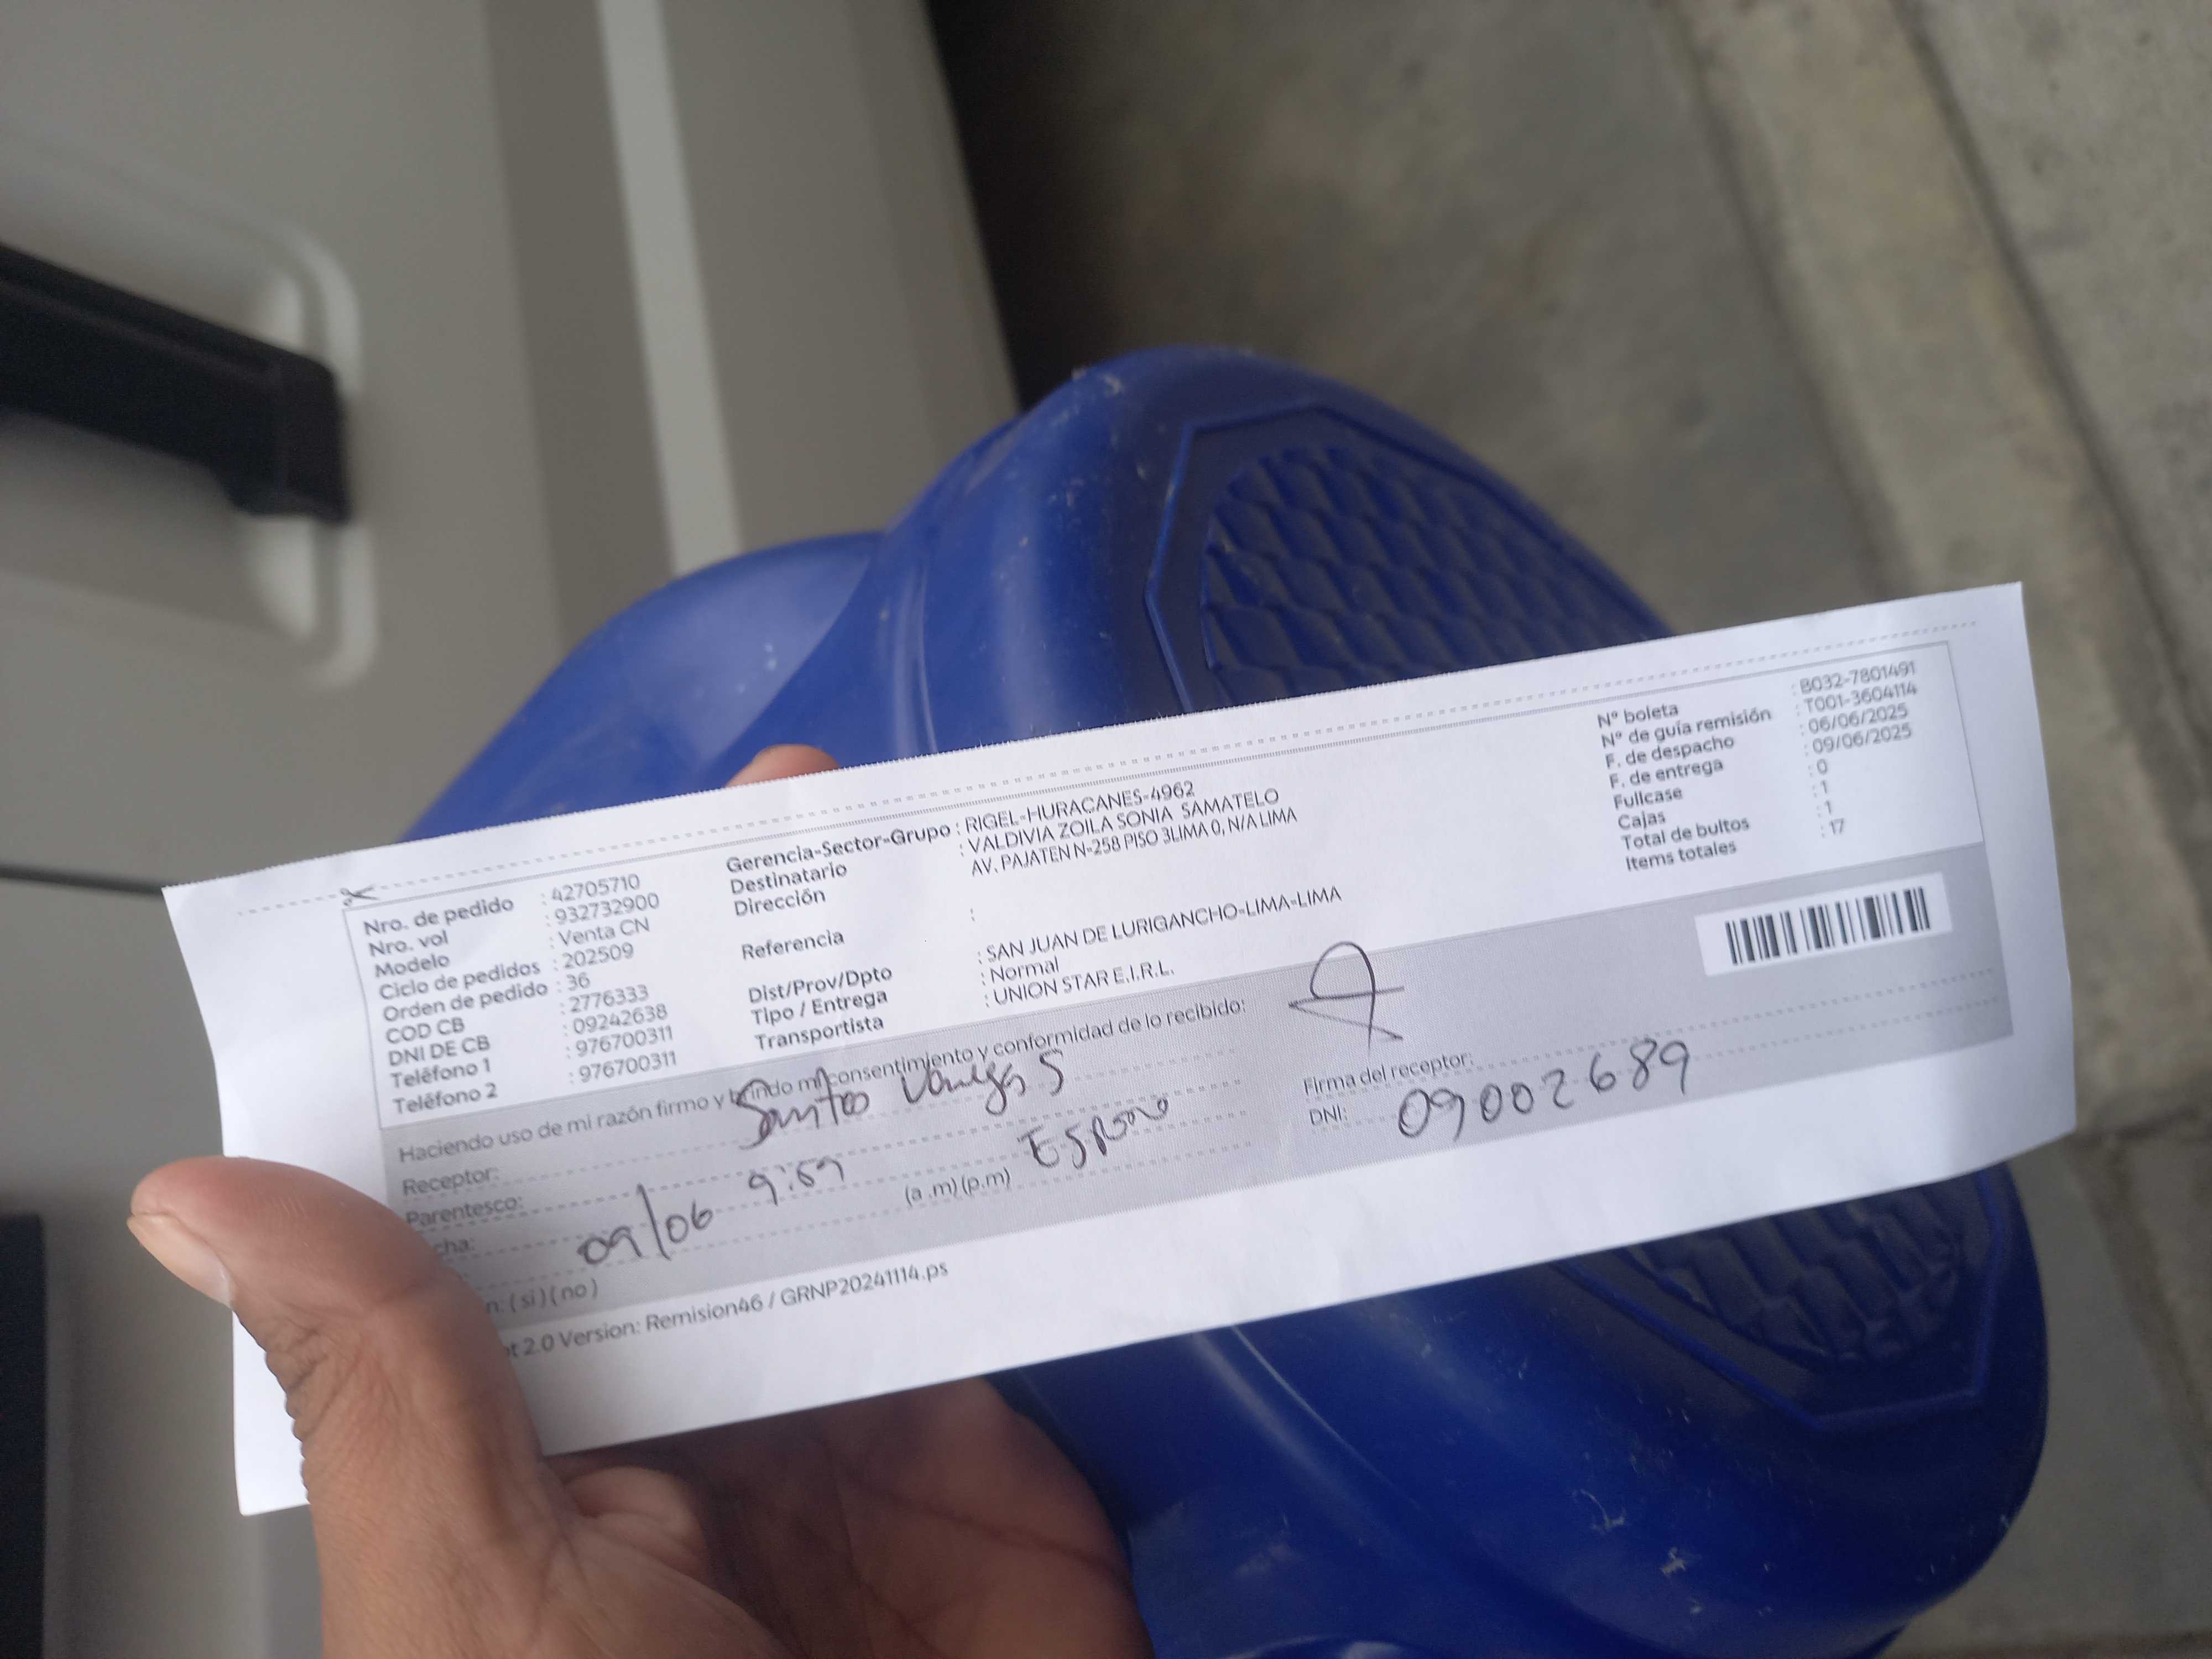 Nro. de pedido : 42705710
Nro. vol : 932732900
Modelo : Venta CN
Ciclo de pedidos : 202509
Orden de pedido : 36
COD CB : 2776333
DNI DE CB : 09242638
Teléfono 1 : 976700311
Teléfono 2 : 976700311
Gerencia-Sector-Grupo : RIGEL-HURACANES-4962
Destinatario : VALDIVIA ZOILA SONIA SAMATELO
Dirección AV. PAJATEN N-258 PISO 3LIMA 0, N/A LIMA
Referencia :
Dist/Prov/Dpto : SAN JUAN DE LURIGANCHO-LIMA-LIMA
Tipo / Entrega : Normal
Transportista : UNION STAR E.I.R.L.
N° boleta : B032-7801491
N° de guía remisión : T001-3604114
F. de despacho : 06/06/2025
F. de entrega : 09/06/2025
Fullcase : 0
Cajas : 1
Total de bultos : 1
Items totales : 17
Haciendo uso de mi razón firmo y brindo mi consentimiento y conformidad de lo recibido:
Receptor: Santos
Parentesco: ESPOSO
cha: 09/06 9:59 (a .m) (p.m)
n: ( si ) ( no )
Firma del receptor:
DNI: 09002689
t 2.0 Version: Remision46 / GRNP20241114.ps